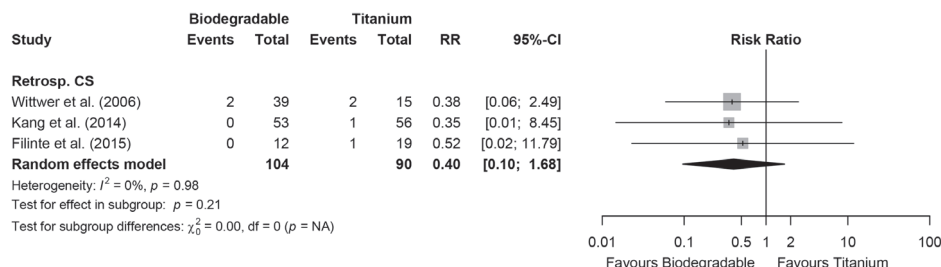 Biodegradable Titanium
Study Events Total Events Total RR 95%-CI Risk Ratio
Retrosp. CS
Wittwer et al. (2006) 2 39 2 15 0.38 [0.06; 2.49]
Kang et al. (2014) 0 53 1 56 0.35 [0.01; 8.45]
Filinte et al. (2015) 0 12 1 19 0.52 [0.02; 11.79]
Random effects model 104 90 0.40 [0.10; 1.68]
Heterogeneity: I² = 0%, p = 0.98
Test for effect in subgroup: p = 0.21
Test for subgroup differences: χ²₀ = 0.00, df = 0 (p = NA)
0.01 0.1 0.5 1 2 10 100
Favours Biodegradable Favours Titanium